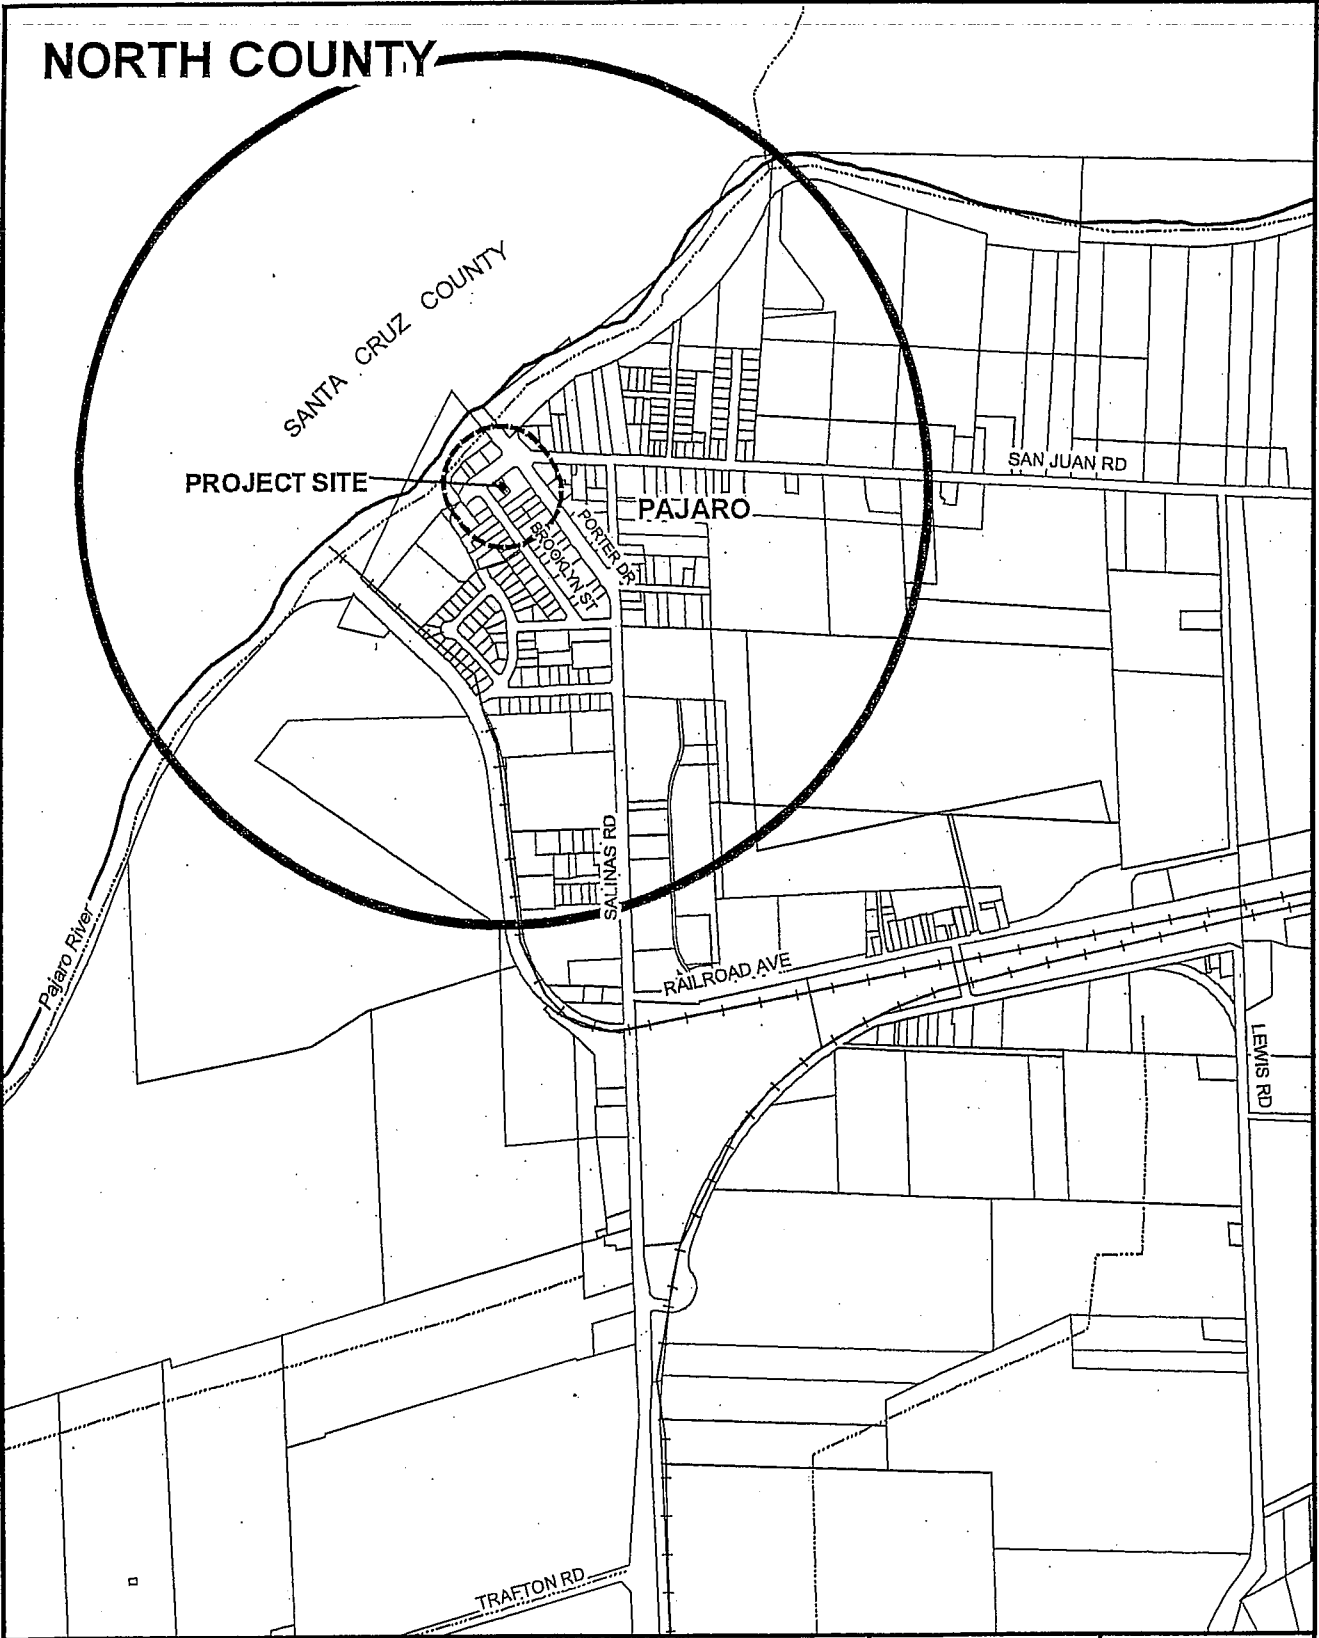 NORTH COUNTY
SANTA CRUZ COUNTY
PROJECT SITE
SAN JUAN RD
PAJARO
PORTER DR
BROOKLYN ST
SALINAS RD
Pajaro River
RAILROAD AVE
LEWIS RD
TRAFTON RD